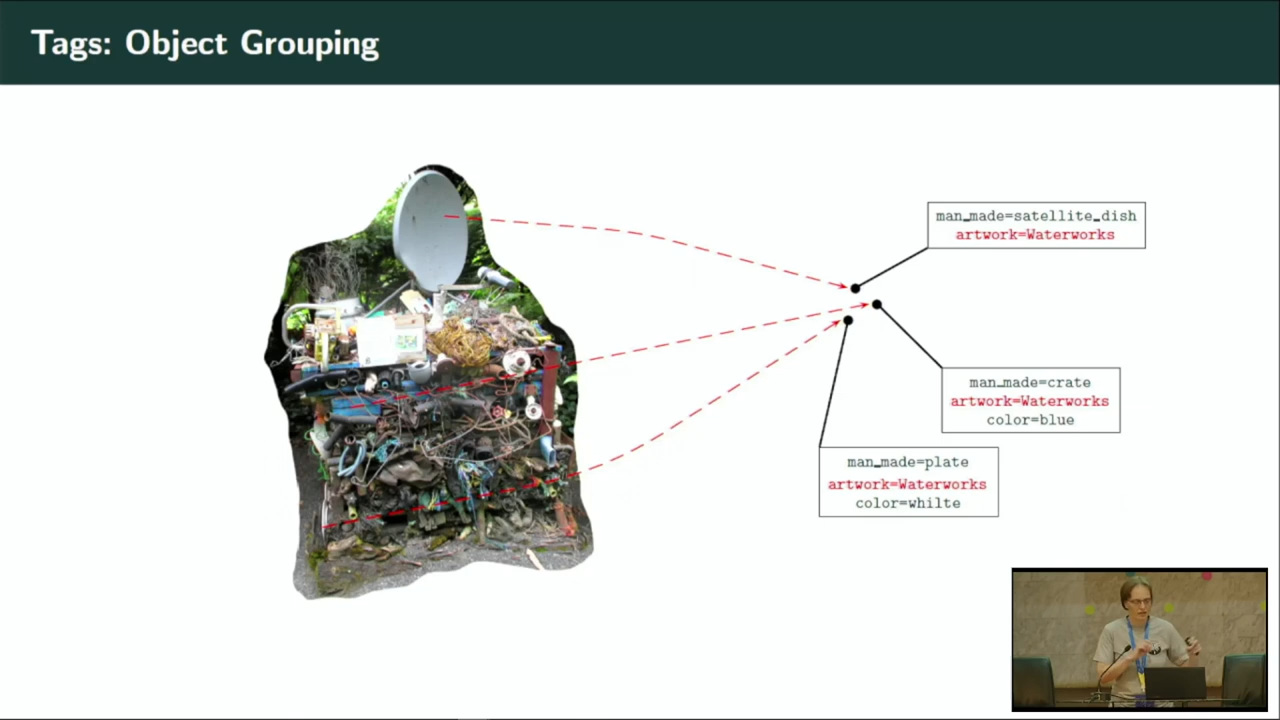 Tags: Object Grouping
man_made=satellite_dish
artwork=Waterworks
man_made=crate
artwork=Waterworks
color=blue
man_made=plate
artwork=Waterworks
color=whilte